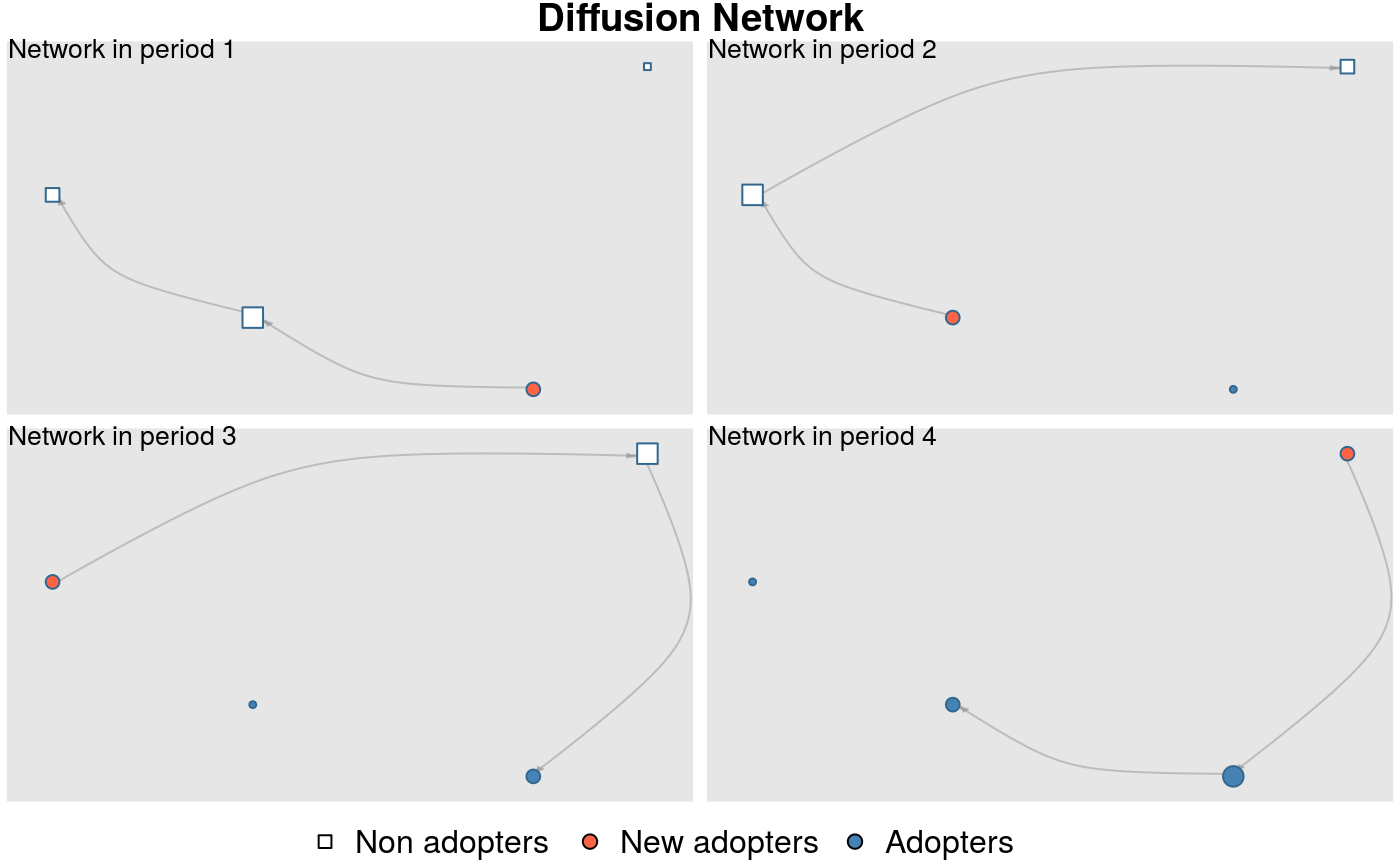 Diffusion Network
Network in period 1
Network in period 2
Network in period 3
Network in period 4
Non adopters
New adopters
Adopters